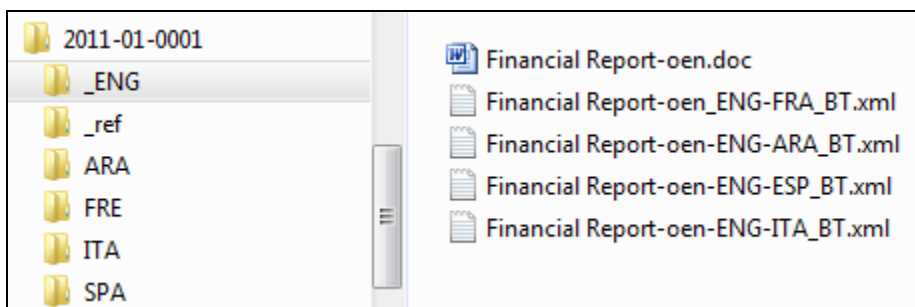 2011-01-0001
_ENG
_ref
ARA
FRE
ITA
SPA
Financial Report-oen.doc
Financial Report-oen_ENG-FRA_BT.xml
Financial Report-oen-ENG-ARA_BT.xml
Financial Report-oen-ENG-ESP_BT.xml
Financial Report-oen-ENG-ITA_BT.xml